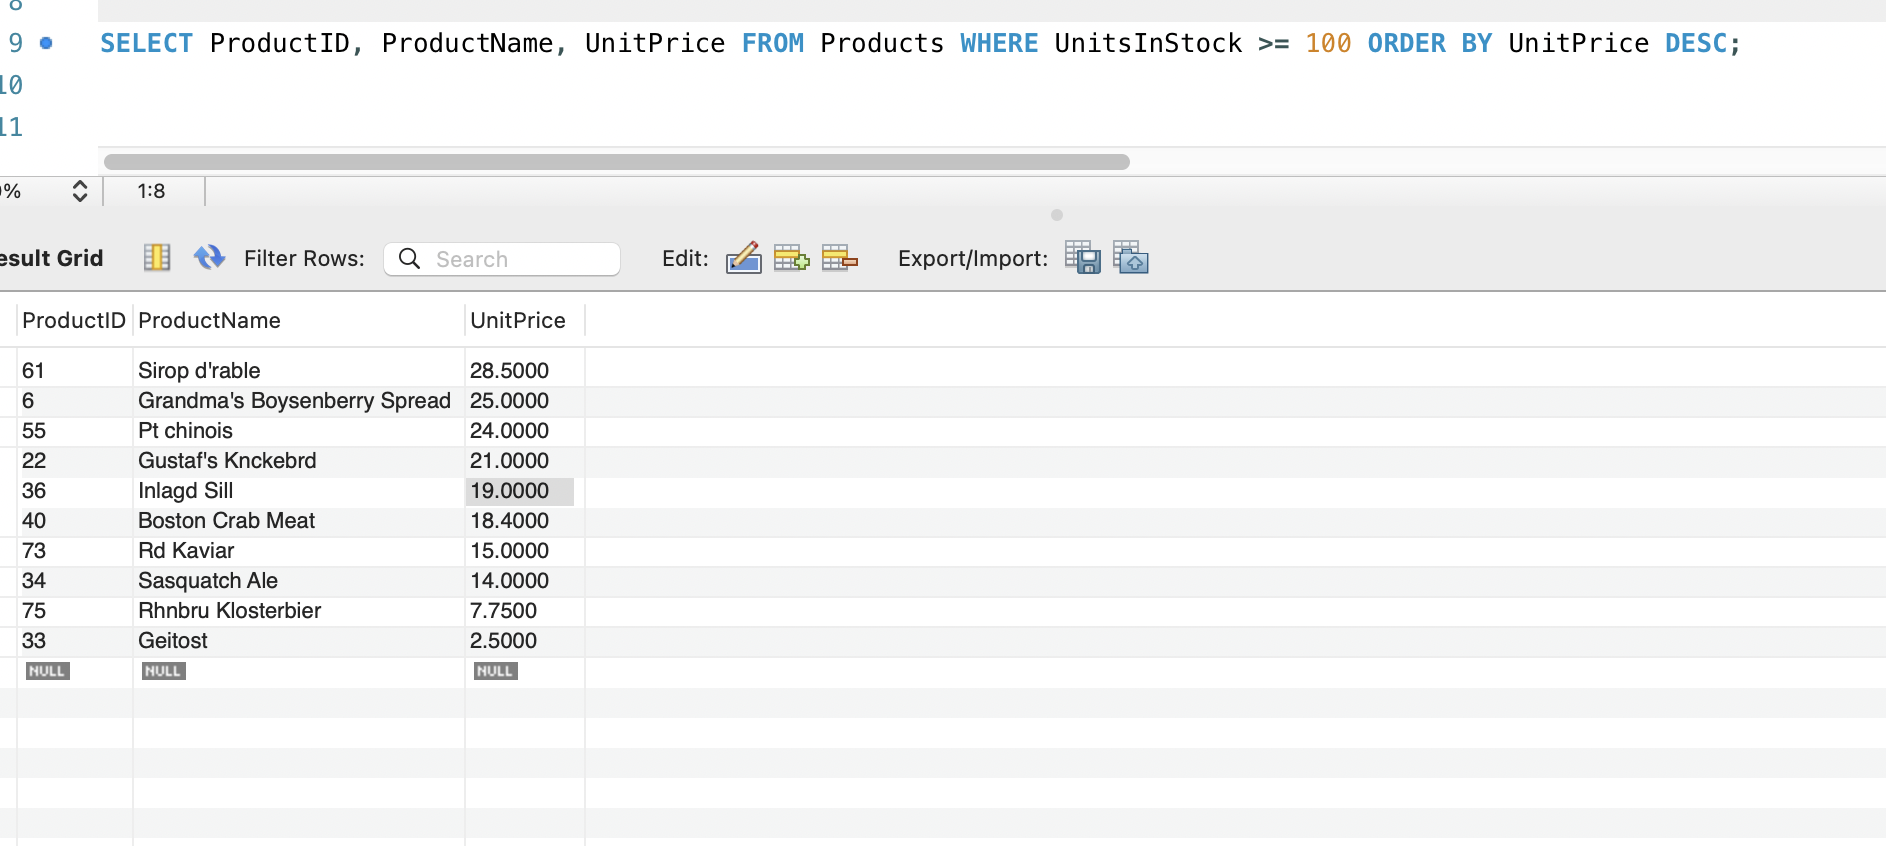 8
9 SELECT ProductID, ProductName, UnitPrice FROM Products WHERE UnitsInStock >= 100 ORDER BY UnitPrice DESC;
10
11
0% 1:8
esult Grid Filter Rows: Search Edit: Export/Import:
ProductID ProductName UnitPrice
61 Sirop d'rable 28.5000
6 Grandma's Boysenberry Spread 25.0000
55 Pt chinois 24.0000
22 Gustaf's Knckebrd 21.0000
36 Inlagd Sill 19.0000
40 Boston Crab Meat 18.4000
73 Rd Kaviar 15.0000
34 Sasquatch Ale 14.0000
75 Rhnbru Klosterbier 7.7500
33 Geitost 2.5000
NULL NULL NULL